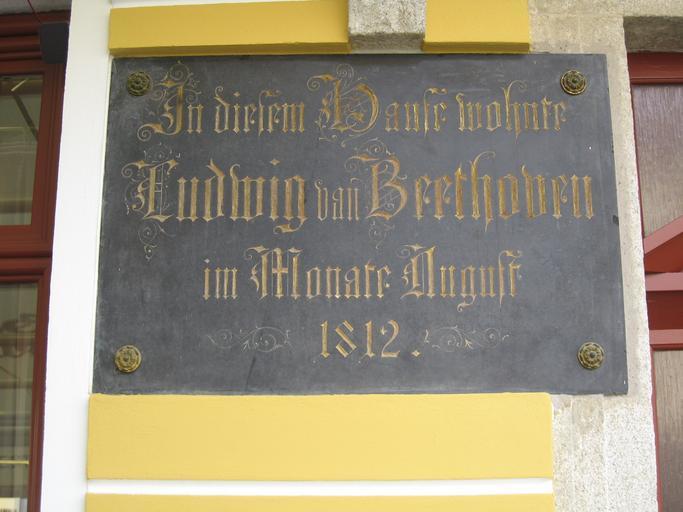 In dieſem Hauſe wohnte
Ludwig van Beethoven
im Monate Auguſt
1812.